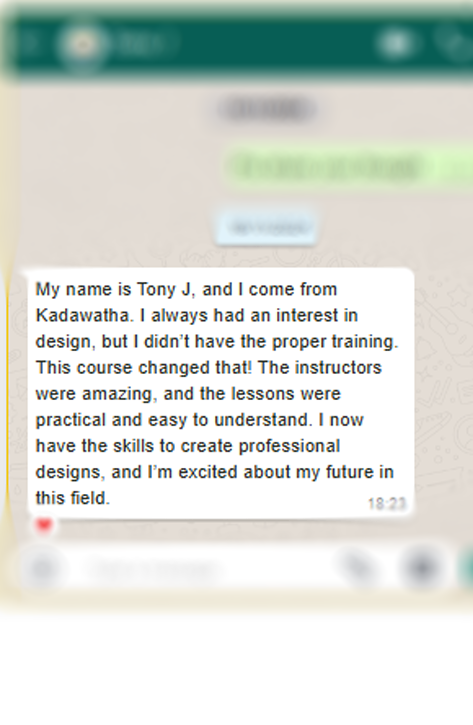 My name is Tony J, and I come from
Kadawatha. I always had an interest in
design, but I didn’t have the proper training.
This course changed that! The instructors
were amazing, and the lessons were
practical and easy to understand. I now
have the skills to create professional
designs, and I’m excited about my future in
this field.
18:23